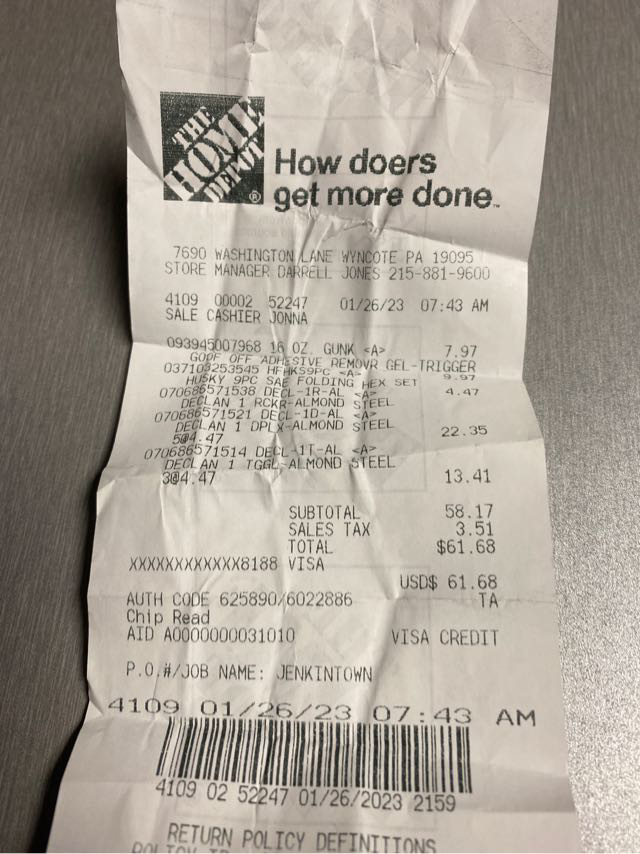 THE
HOME
DEPOT
®
How doers
get more done™
7690 WASHINGTON LANE WYNCOTE PA 19095
STORE MANAGER DARRELL JONES 215-881-9600
4109 00002 52247 01/26/23 07:43 AM
SALE CASHIER JONNA
093945007968 16 OZ. GUNK <A> 7.97
GOOF OFF ADHESIVE REMOVR GEL-TRIGGER
037103253545 HFHKS9PC <A> 9.97
HUSKY 9PC SAE FOLDING HEX SET
070686571538 DECL-1R-AL <A> 4.47
DECLAN 1 RCKR-ALMOND STEEL
070686571521 DECL-1D-AL <A>
DECLAN 1 DPLX-ALMOND STEEL
5@4.47 22.35
070686571514 DECL-1T-AL <A>
DECLAN 1 TGGL-ALMOND STEEL
3@4.47 13.41
SUBTOTAL 58.17
SALES TAX 3.51
TOTAL $61.68
XXXXXXXXXXXX8188 VISA
USD$ 61.68
AUTH CODE 625890/6022886 TA
Chip Read
AID A0000000031010 VISA CREDIT
P.O.#/JOB NAME: JENKINTOWN
4109 01/26/23 07:43 AM
4109 02 52247 01/26/2023 2159
RETURN POLICY DEFINITIONS
POLICY ID